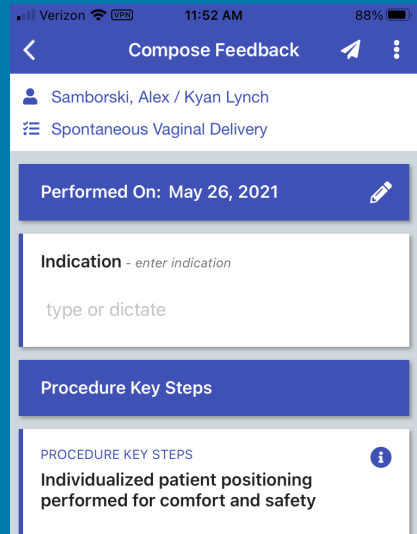 Verizon VPN 11:52 AM 88%
Compose Feedback
Samborski, Alex / Kyan Lynch
Spontaneous Vaginal Delivery
Performed On: May 26, 2021
Indication - enter indication
type or dictate
Procedure Key Steps
PROCEDURE KEY STEPS
Individualized patient positioning
performed for comfort and safety